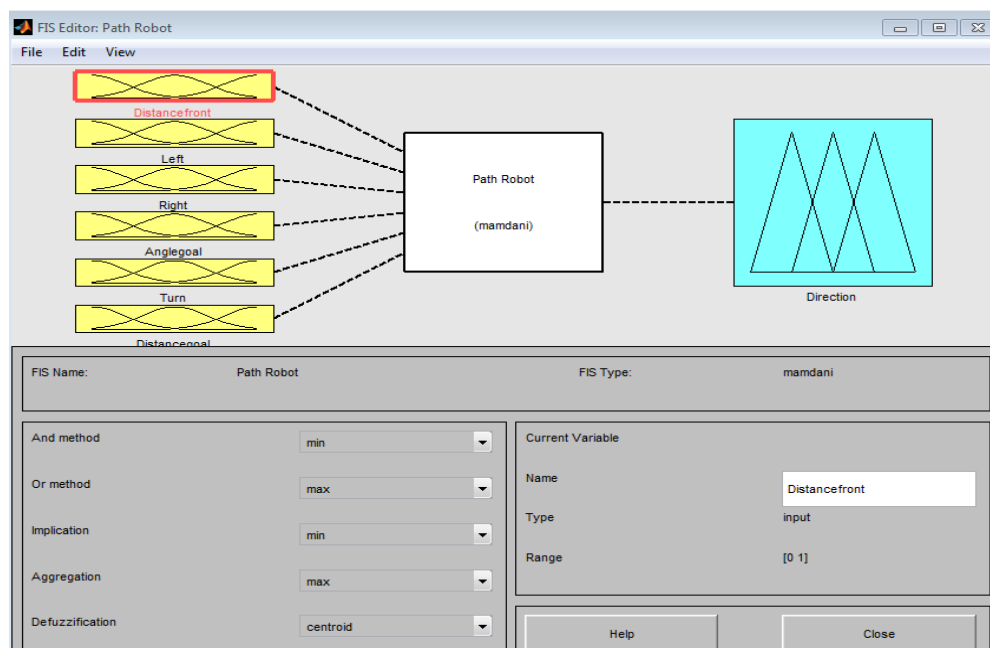 FIS Editor: Path Robot
File Edit View
Distancefront
Left
Right
Anglegoal
Turn
Distancegoal
Path Robot
(mamdani)
Direction
FIS Name: Path Robot FIS Type: mamdani
And method min
Or method max
Implication min
Aggregation max
Defuzzification centroid
Current Variable
Name Distancefront
Type input
Range [0 1]
Help Close